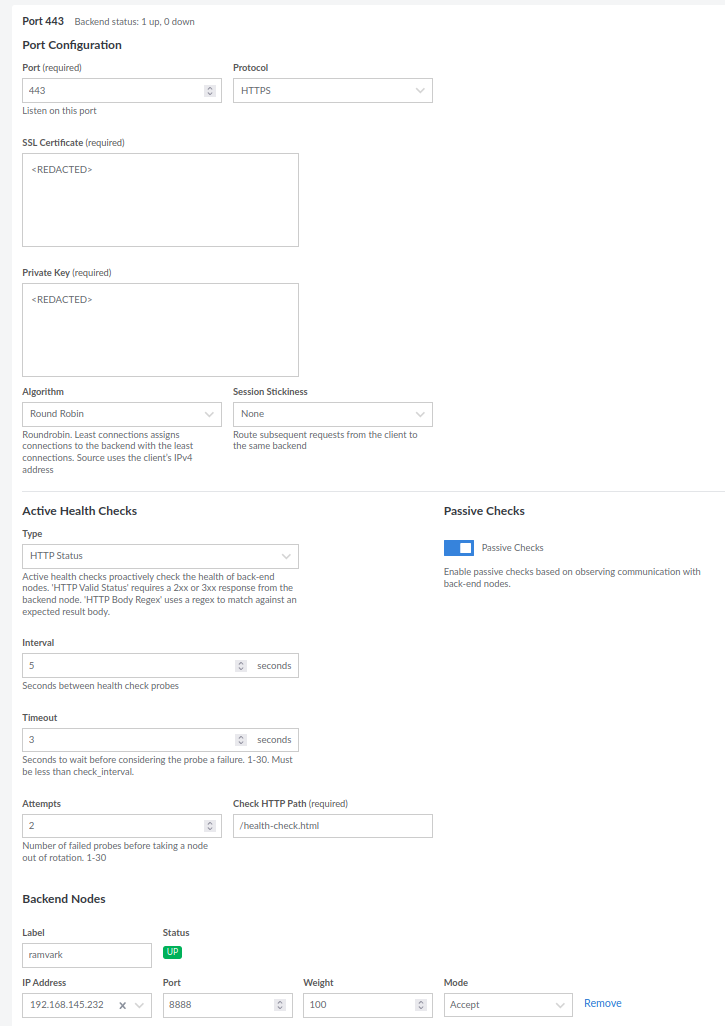 Port 443 Backend status: 1 up, 0 down
Port Configuration
Port (required) Protocol
443 HTTPS
Listen on this port
SSL Certificate (required)
<REDACTED>
Private Key (required)
<REDACTED>
Algorithm Session Stickiness
Round Robin None
Roundrobin. Least connections assigns
connections to the backend with the least
connections. Source uses the client's IPv4
address
Route subsequent requests from the client to
the same backend
Active Health Checks
Type
HTTP Status
Active health checks proactively check the health of back-end
nodes. 'HTTP Valid Status' requires a 2xx or 3xx response from the
backend node. 'HTTP Body Regex' uses a regex to match against an
expected result body.
Passive Checks
Passive Checks
Enable passive checks based on observing communication with
back-end nodes.
Interval
5 seconds
Seconds between health check probes
Timeout
3 seconds
Seconds to wait before considering the probe a failure. 1-30. Must
be less than check_interval.
Attempts Check HTTP Path (required)
2 /health-check.html
Number of failed probes before taking a node
out of rotation. 1-30
Backend Nodes
Label Status
ramvark UP
IP Address Port Weight Mode
192.168.145.232 8888 100 Accept Remove